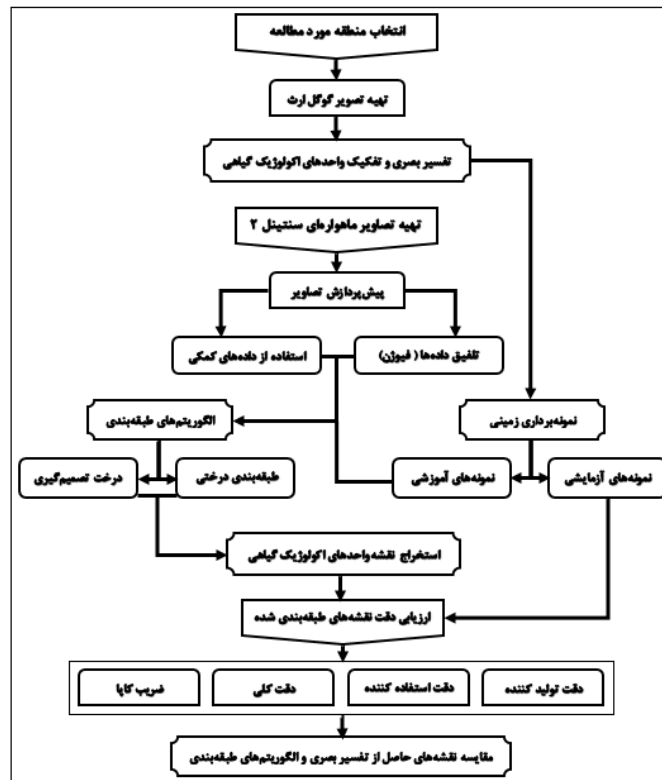 انتخاب منطقه مورد مطالعه
تهیه تصویر گوگل ارث
تفسیر بصری و تفکیک واحدهای اکولوژیک گیاهی
تهیه تصاویر ماهواره‌ای سنتینل ۲
پیش‌پردازش تصاویر
تلفیق داده‌ها ( فیوژن)
استفاده از داده‌های کمکی
نمونه‌برداری زمینی
الگوریتم‌های طبقه‌بندی
نمونه‌های آزمایشی
نمونه‌های آموزشی
طبقه‌بندی درختی
درخت تصمیم‌گیری
استخراج نقشه واحدهای اکولوژیک گیاهی
ارزیابی دقت نقشه‌های طبقه‌بندی شده
دقت تولید کننده
دقت استفاده کننده
دقت کلی
ضریب کاپا
مقایسه نقشه‌های حاصل از تفسیر بصری و الگوریتم‌های طبقه‌بندی